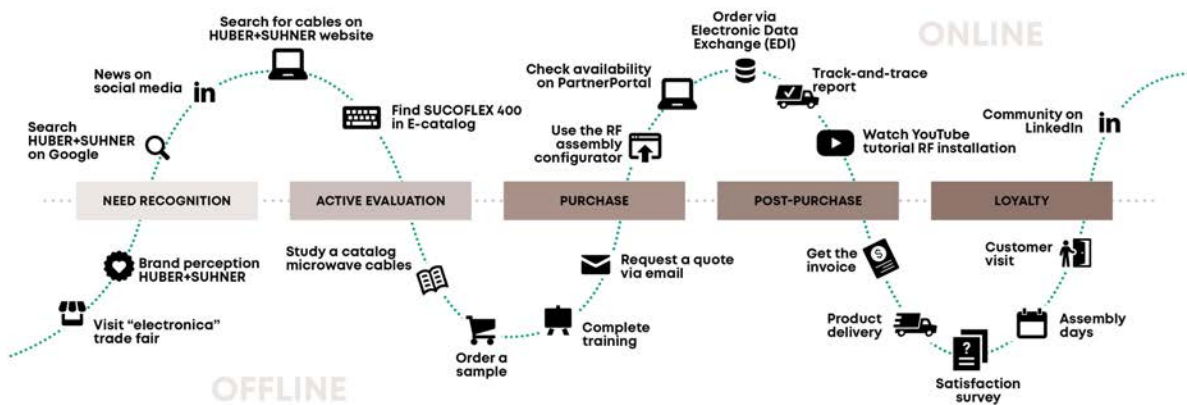 ONLINE
Search for cables on
HUBER+SUHNER website
News on
social media
in
Search
HUBER+SUHNER
on Google
Find SUCOFLEX 400
in E-catalog
Order via
Electronic Data
Exchange (EDI)
Check availability
on PartnerPortal
Use the RF
assembly
configurator
Track-and-trace
report
Watch YouTube
tutorial RF installation
Community on
LinkedIn
in
NEED RECOGNITION
ACTIVE EVALUATION
PURCHASE
POST-PURCHASE
LOYALTY
Brand perception
HUBER+SUHNER
Visit “electronica”
trade fair
Study a catalog
microwave cables
Order a
sample
Complete
training
Request a quote
via email
Get the
invoice
$
Product
delivery
?
Satisfaction
survey
Assembly
days
Customer
visit
OFFLINE